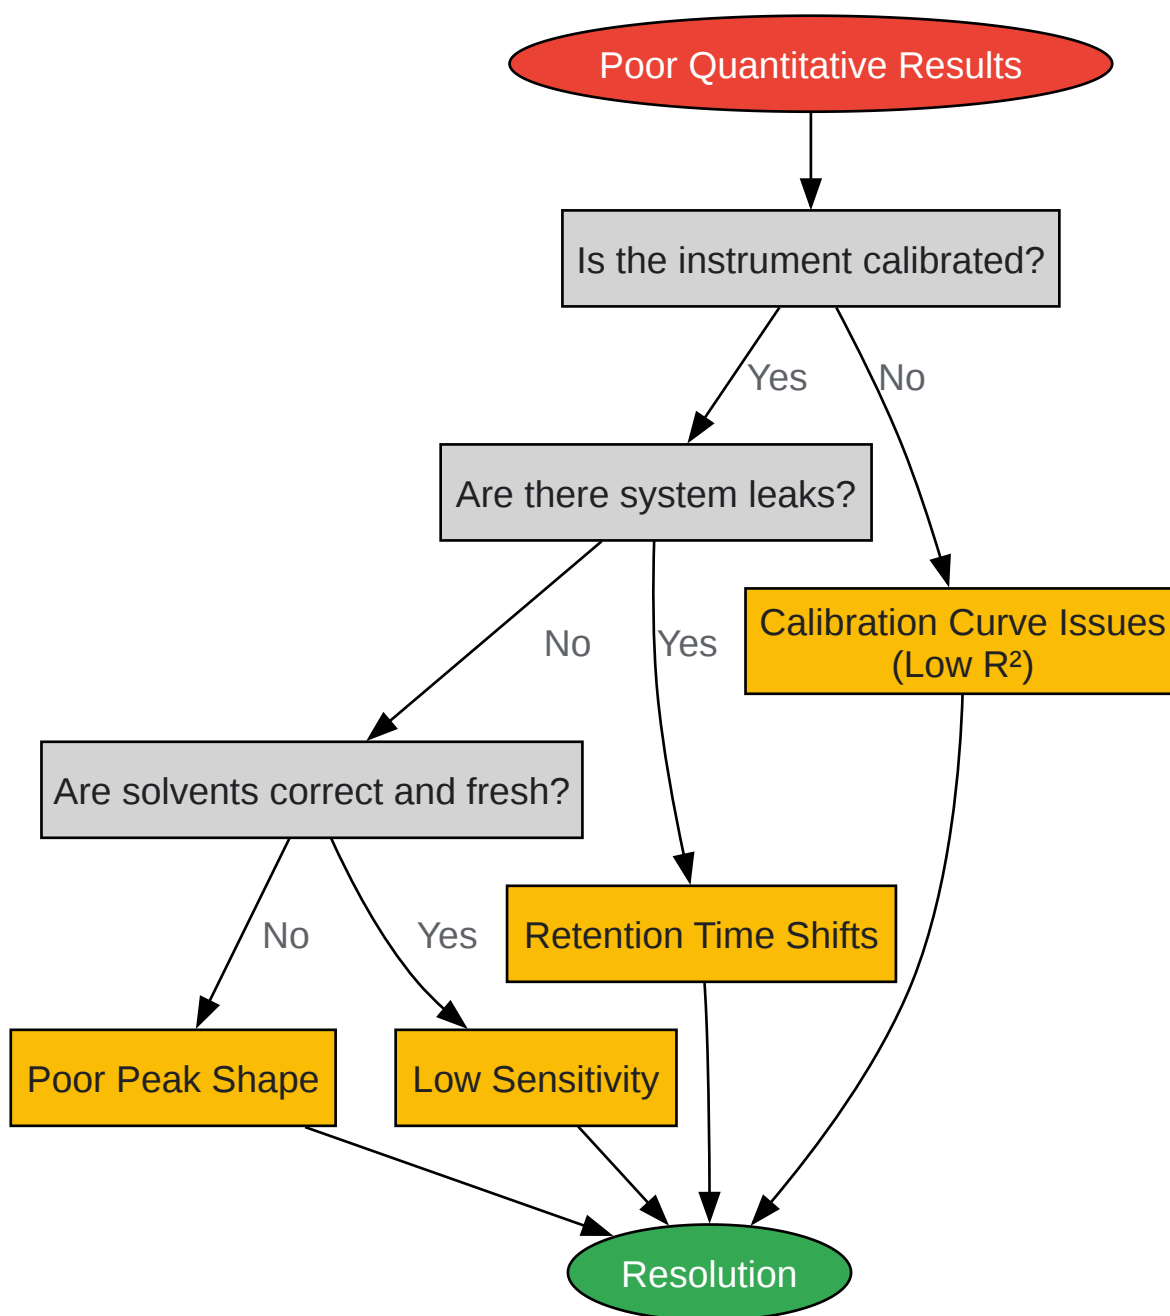 Poor Quantitative Results
Is the instrument calibrated?
Yes
No
Are there system leaks?
Calibration Curve Issues
(Low R²)
No
Yes
Are solvents correct and fresh?
Retention Time Shifts
No
Yes
Poor Peak Shape
Low Sensitivity
Resolution